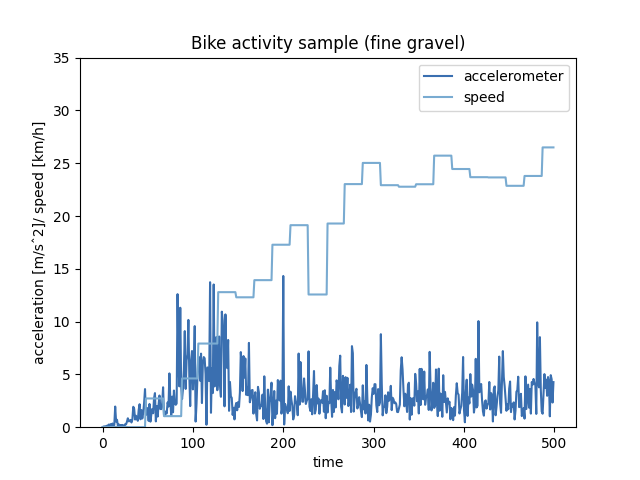 Bike activity sample (fine gravel)
accelerometer
speed
35
30
25
20
15
10
5
0
acceleration [m/s^2]/ speed [km/h]
0 100 200 300 400 500
time